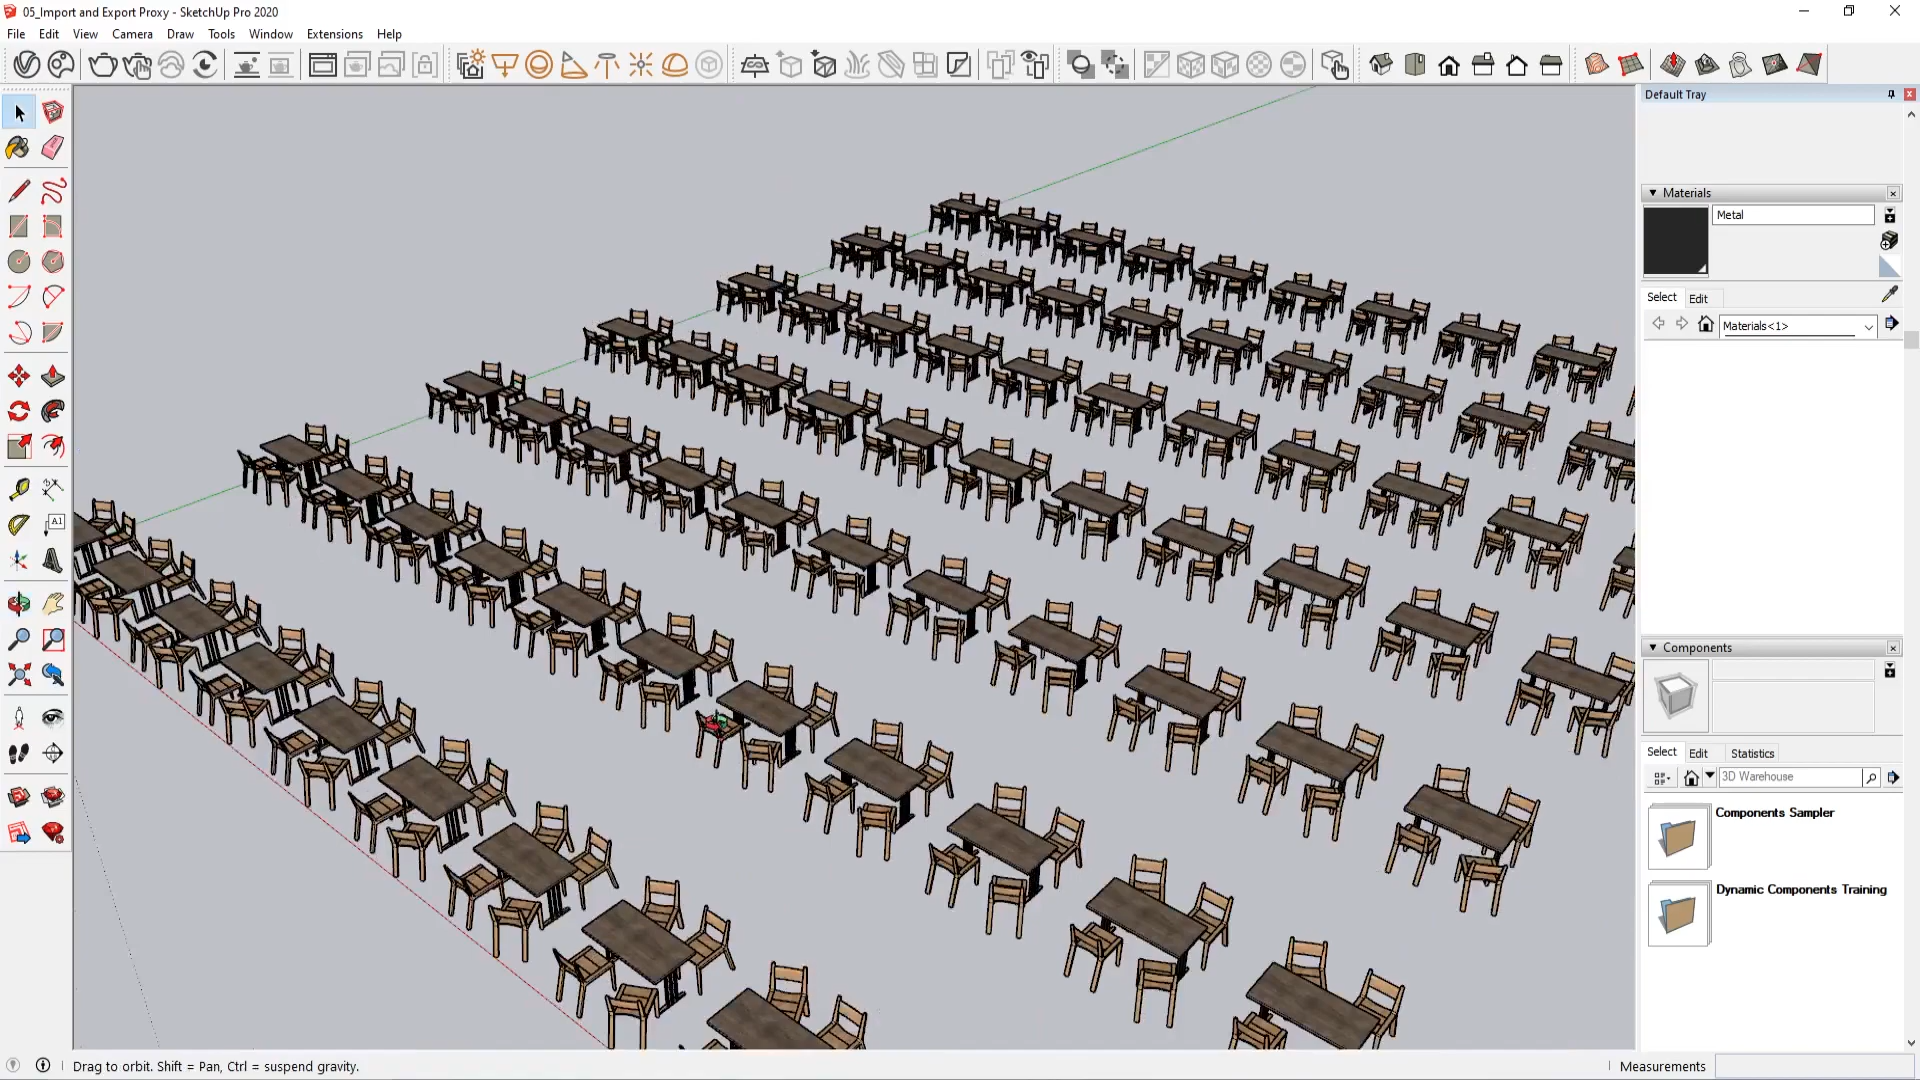 05_Import and Export Proxy - SketchUp Pro 2020
File Edit View Camera Draw Tools Window Extensions Help
Default Tray
Materials
Metal
Select Edit
Materials<1>
A1
Components
Select Edit Statistics
3D Warehouse
Components Sampler
Dynamic Components Training
Drag to orbit. Shift = Pan, Ctrl = suspend gravity.
Measurements